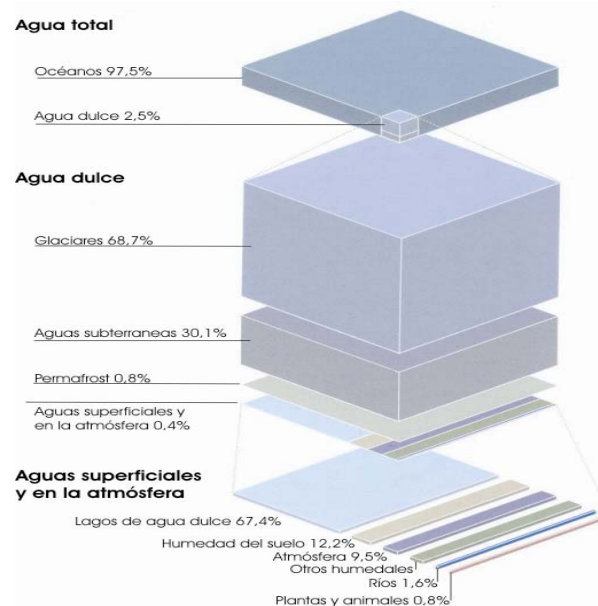 Agua total
Océanos 97,5%
Agua dulce 2,5%
Agua dulce
Glaciares 68,7%
Aguas subterraneas 30,1%
Permafrost 0,8%
Aguas superficiales y
en la atmósfera 0,4%
Aguas superficiales
y en la atmósfera
Lagos de agua dulce 67,4%
Humedad del suelo 12,2%
Atmósfera 9,5%
Otros humedales
Ríos 1,6%
Plantas y animales 0,8%